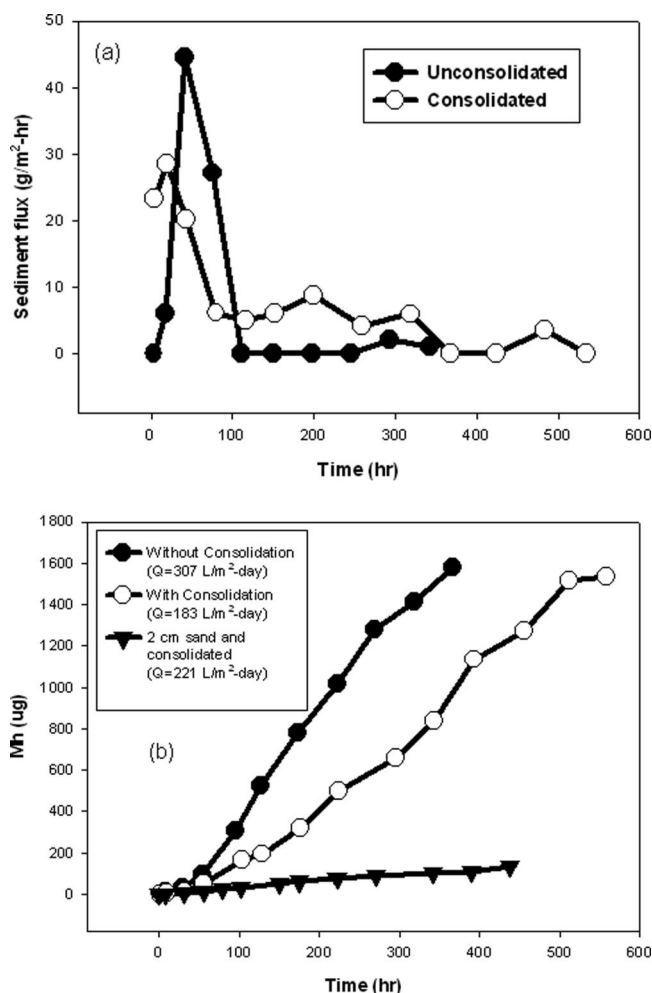 (a)
Unconsolidated
Consolidated
Sediment flux (g/m²-hr)
50
40
30
20
10
0
0 100 200 300 400 500 600
Time (hr)
Without Consolidation
(Q=307 L/m²-day)
With Consolidation
(Q=183 L/m²-day)
2 cm sand and
consolidated
(Q=221 L/m²-day)
(b)
Mh (ug)
1800
1600
1400
1200
1000
800
600
400
200
0
0 100 200 300 400 500 600
Time (hr)